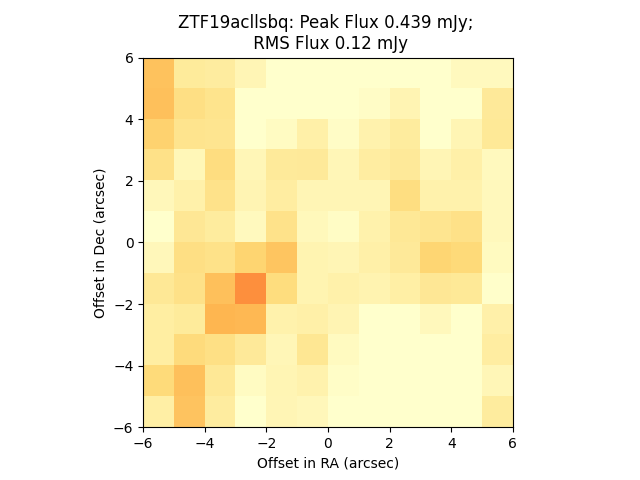 ZTF19acllsbq: Peak Flux 0.439 mJy;
RMS Flux 0.12 mJy
6
4
2
0
−2
−4
−6
Offset in Dec (arcsec)
−6 −4 −2 0 2 4 6
Offset in RA (arcsec)